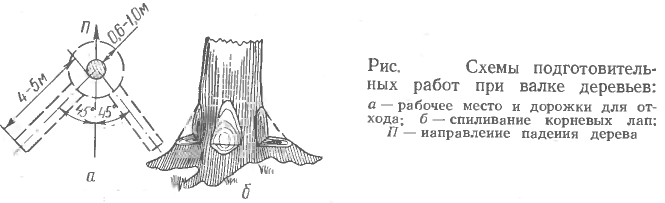 П
0,6-1,0м
4-5м
45° 45°
а
б
Рис. Схемы подготовитель-
ных работ при валке деревьев:
а — рабочее место и дорожки для от-
хода; б — спиливание корневых лап;
П — направление падения дерева